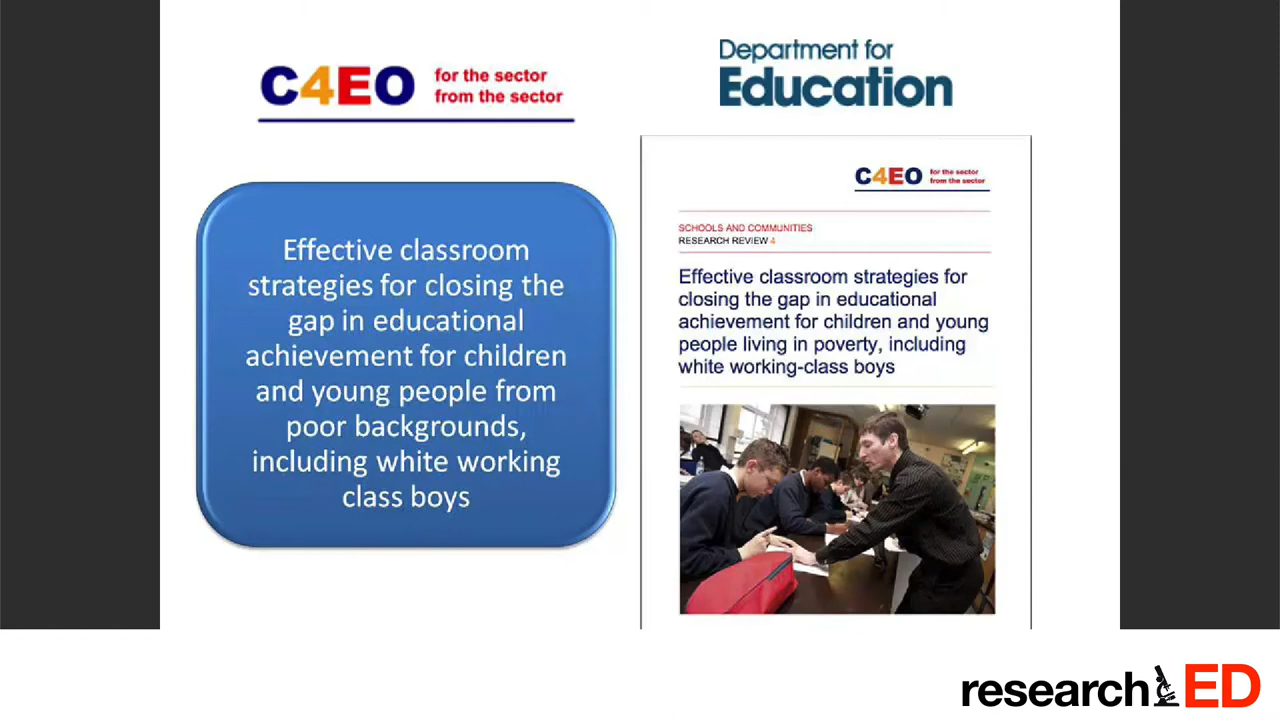 C4EO
for the sector
from the sector
Department for
Education
Effective classroom
strategies for closing the
gap in educational
achievement for children
and young people from
poor backgrounds,
including white working
class boys
C4EO
for the sector
from the sector
SCHOOLS AND COMMUNITIES
RESEARCH REVIEW 4
Effective classroom strategies for
closing the gap in educational
achievement for children and young
people living in poverty, including
white working-class boys
researchED